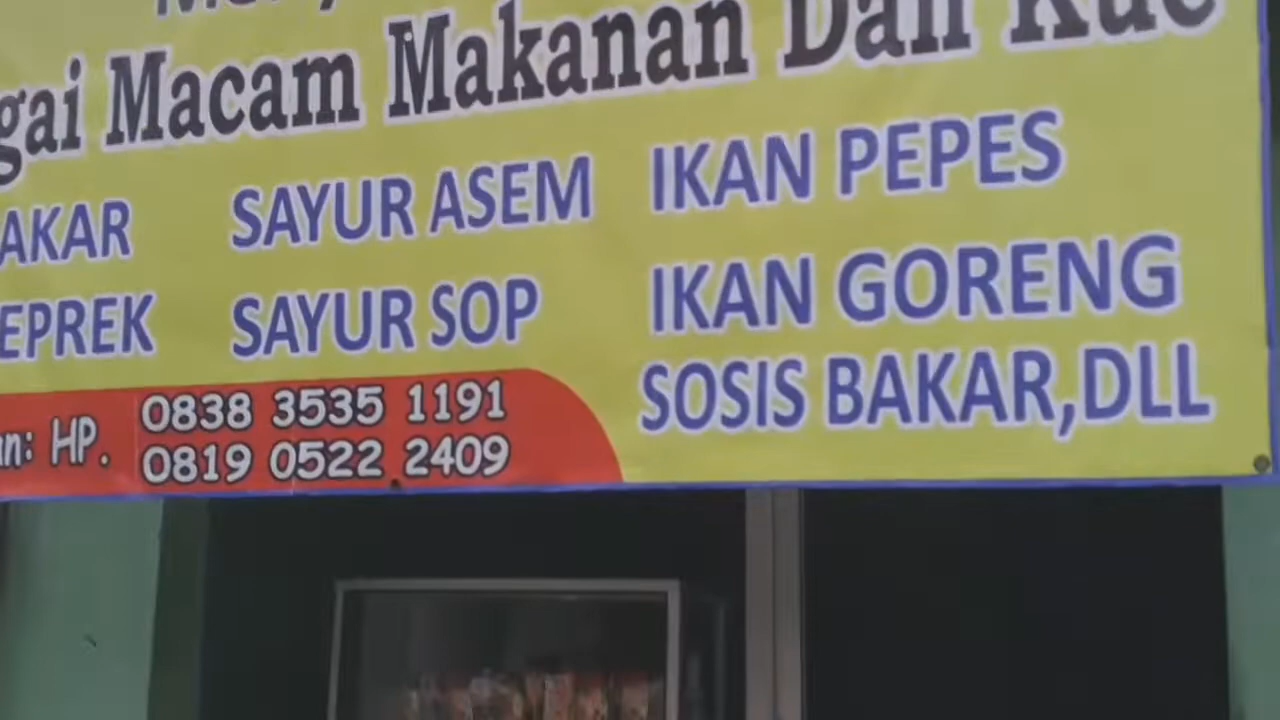 gai Macam Makanan Dan Kue
AKAR SAYUR ASEM IKAN PEPES
EPREK SAYUR SOP IKAN GORENG
SOSIS BAKAR,DLL
an: HP. 0838 3535 1191
0819 0522 2409